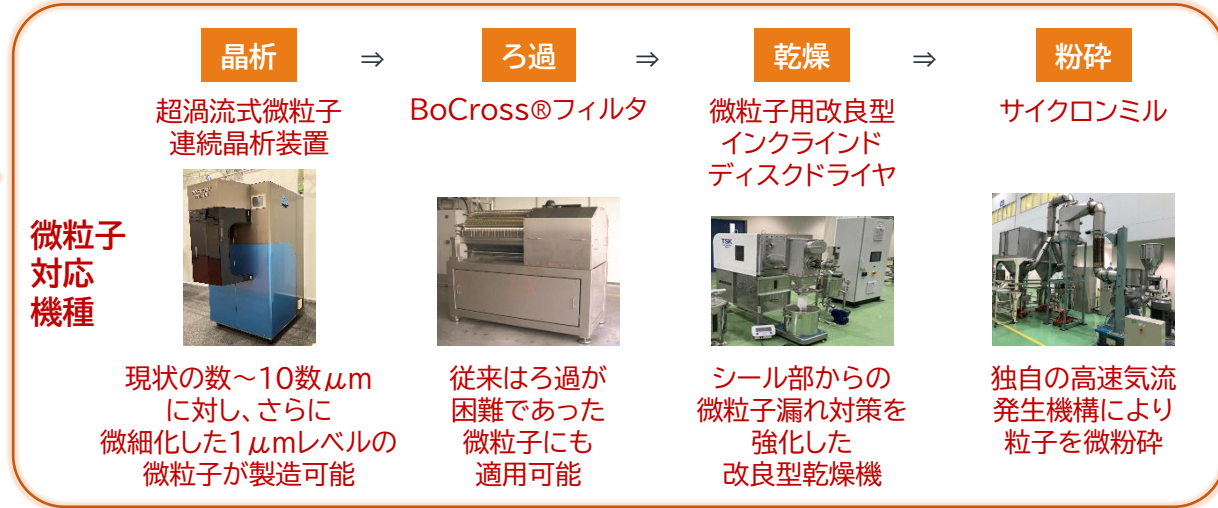 晶析 ⇒ ろ過 ⇒ 乾燥 ⇒ 粉砕
超渦流式微粒子
連続晶析装置
BoCross®フィルタ
微粒子用改良型
インクラインド
ディスクドライヤ
サイクロンミル
微粒子
対応
機種
TSK
現状の数～10数μm
に対し、さらに
微細化した1μmレベルの
微粒子が製造可能
従来はろ過が
困難であった
微粒子にも
適用可能
シール部からの
微粒子漏れ対策を
強化した
改良型乾燥機
独自の高速気流
発生機構により
粒子を微粉砕